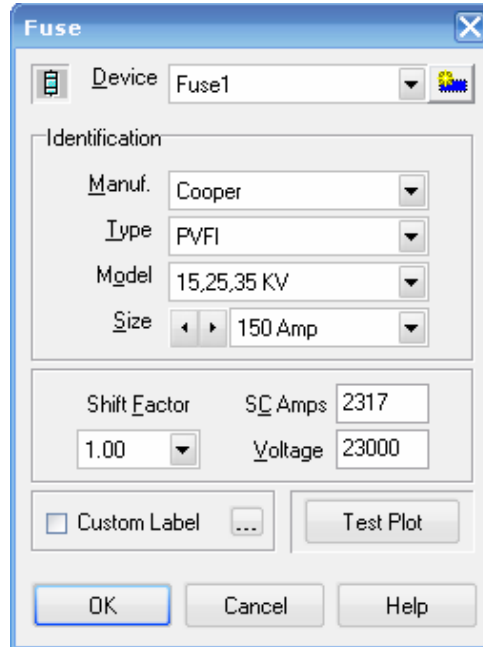 Fuse
Device Fuse1
Identification
Manuf. Cooper
Type PVFI
Model 15,25,35 KV
Size 150 Amp
Shift Factor SC Amps 2317
1.00 Voltage 23000
Custom Label ... Test Plot
OK Cancel Help